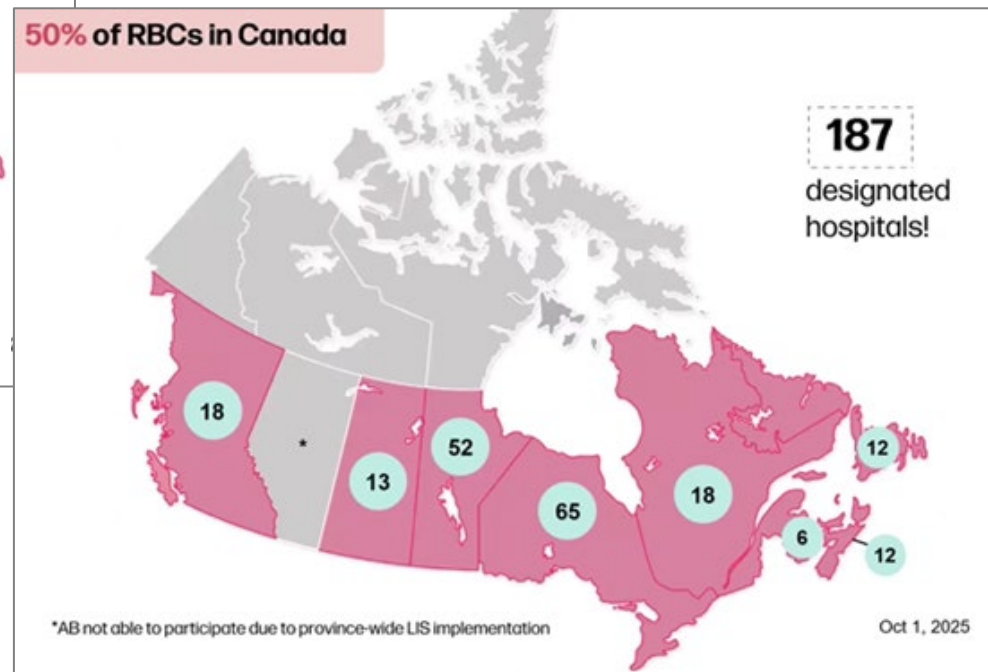 50% of RBCs in Canada
187
designated
hospitals!
18
*
13
52
65
18
12
6
12
*AB not able to participate due to province-wide LIS implementation
Oct 1, 2025